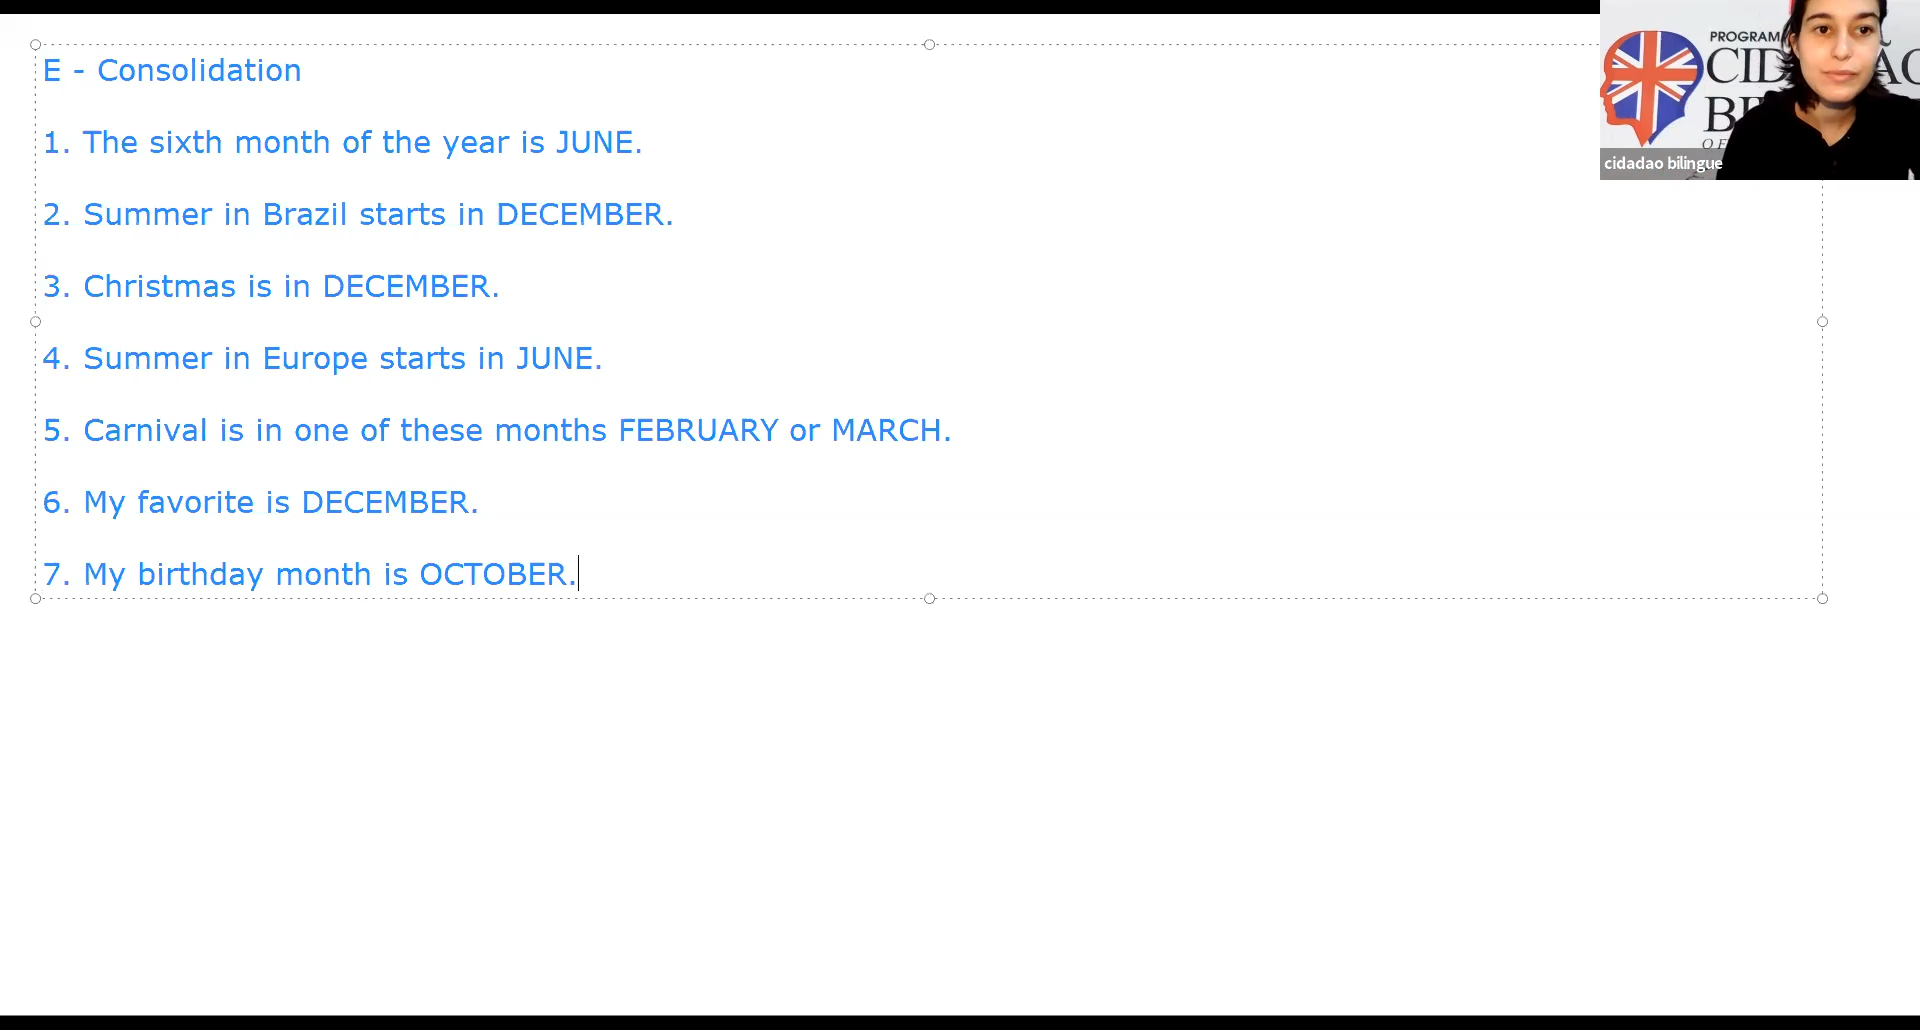 E - Consolidation
1. The sixth month of the year is JUNE.
2. Summer in Brazil starts in DECEMBER.
3. Christmas is in DECEMBER.
4. Summer in Europe starts in JUNE.
5. Carnival is in one of these months FEBRUARY or MARCH.
6. My favorite is DECEMBER.
7. My birthday month is OCTOBER.
PROGRAM
cidadao bilingue